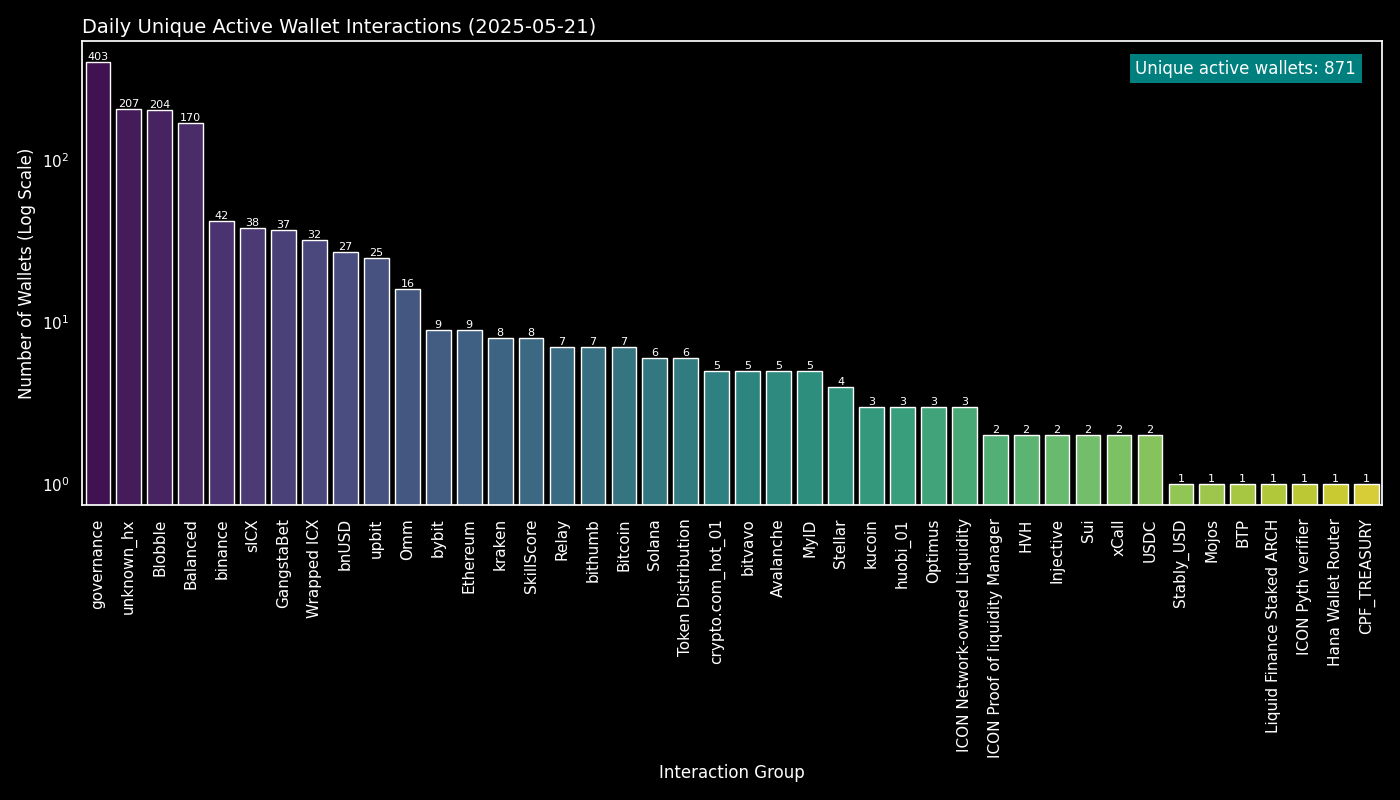 Daily Unique Active Wallet Interactions (2025-05-21)
Unique active wallets: 871
Number of Wallets (Log Scale)
10²
10¹
10⁰
403
207
204
170
42
38
37
32
27
25
16
9
9
8
8
7
7
7
6
6
5
5
5
5
4
3
3
3
3
2
2
2
2
2
2
1
1
1
1
1
1
1
governance
unknown_hx
Blobble
Balanced
binance
sICX
GangstaBet
Wrapped ICX
bnUSD
upbit
Omm
bybit
Ethereum
kraken
SkillScore
Relay
bithumb
Bitcoin
Solana
Token Distribution
crypto.com_hot_01
bitvavo
Avalanche
MyID
Stellar
kucoin
huobi_01
Optimus
ICON Network-owned Liquidity
ICON Proof of liquidity Manager
HVH
Injective
Sui
xCall
USDC
Stably_USD
Mojos
BTP
Liquid Finance Staked ARCH
ICON Pyth verifier
Hana Wallet Router
CPF_TREASURY
Interaction Group